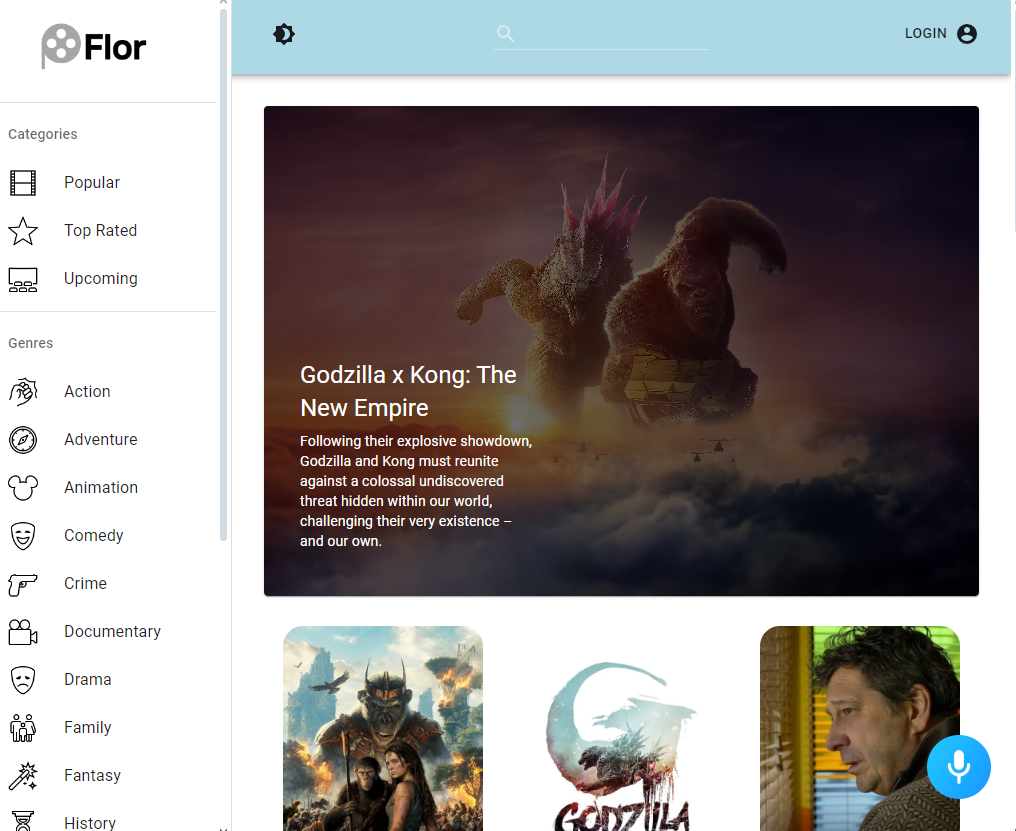 Flor
LOGIN
Categories
Popular
Top Rated
Upcoming
Genres
Action
Adventure
Animation
Comedy
Crime
Documentary
Drama
Family
Fantasy
History
Godzilla x Kong: The
New Empire
Following their explosive showdown,
Godzilla and Kong must reunite
against a colossal undiscovered
threat hidden within our world,
challenging their very existence –
and our own.
GODZILLA